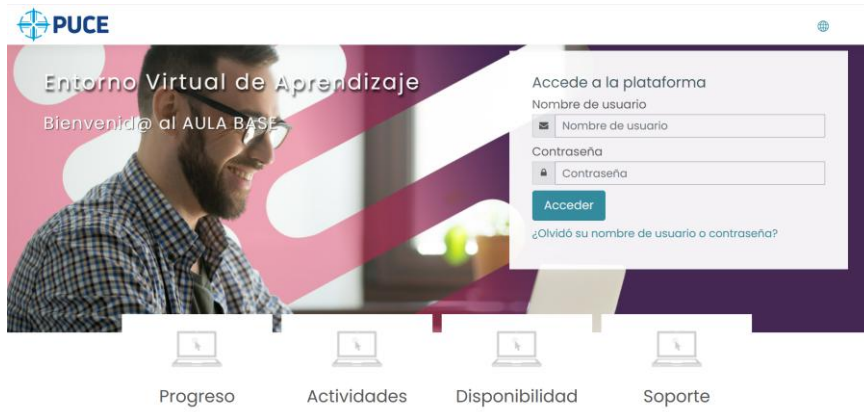 PUCE
Entorno Virtual de Aprendizaje
Bienvenid@ al AULA BASE
Accede a la plataforma
Nombre de usuario
Nombre de usuario
Contraseña
Contraseña
Acceder
¿Olvidó su nombre de usuario o contraseña?
Progreso
Actividades
Disponibilidad
Soporte